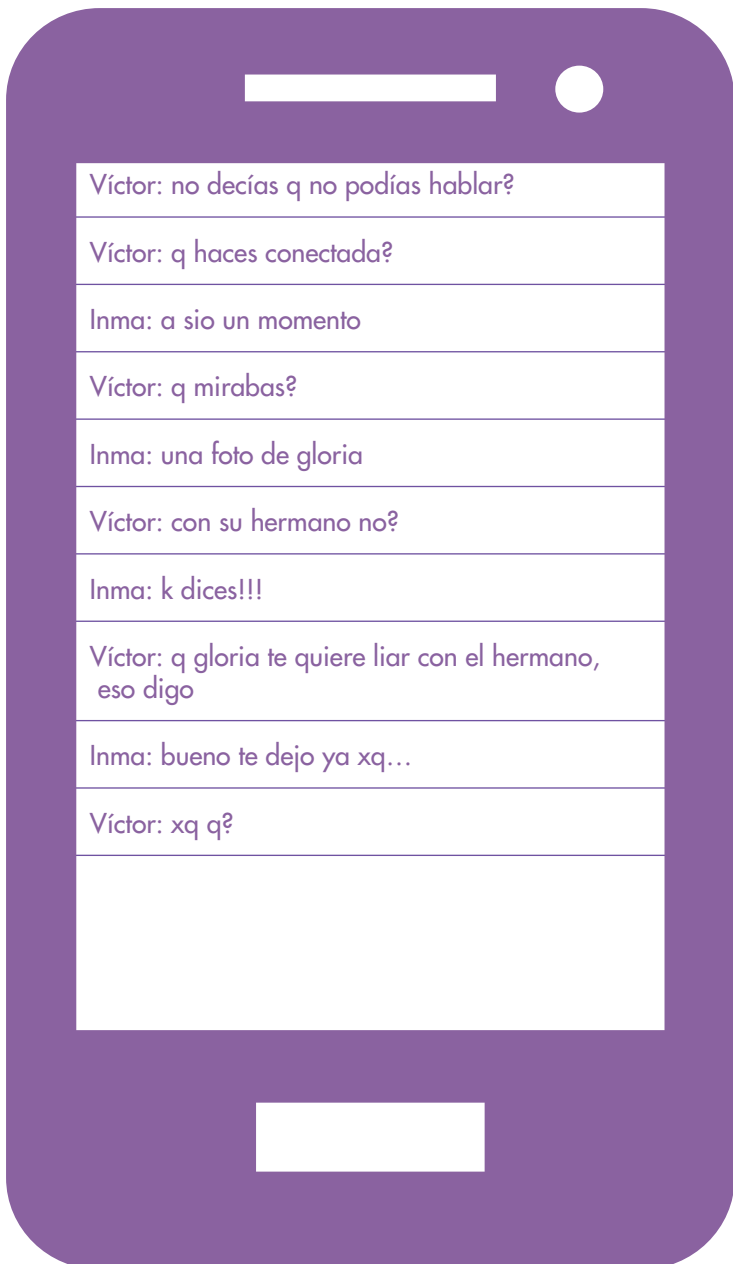 Víctor: no decías q no podías hablar?
Víctor: q haces conectada?
Inma: a sio un momento
Víctor: q mirabas?
Inma: una foto de gloria
Víctor: con su hermano no?
Inma: k dices!!!
Víctor: q gloria te quiere liar con el hermano,
eso digo
Inma: bueno te dejo ya xq...
Víctor: xq q?